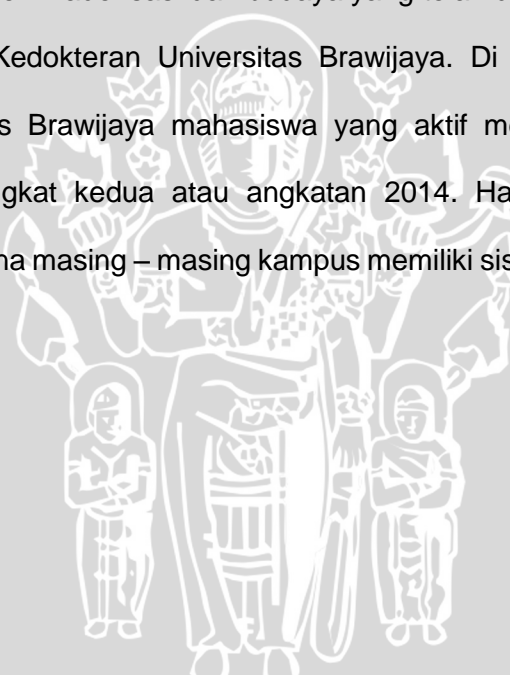 Kedokteran Universitas Brawijaya. Di
s Brawijaya mahasiswa yang aktif me
gkat kedua atau angkatan 2014. Ha
na masing – masing kampus memiliki sis